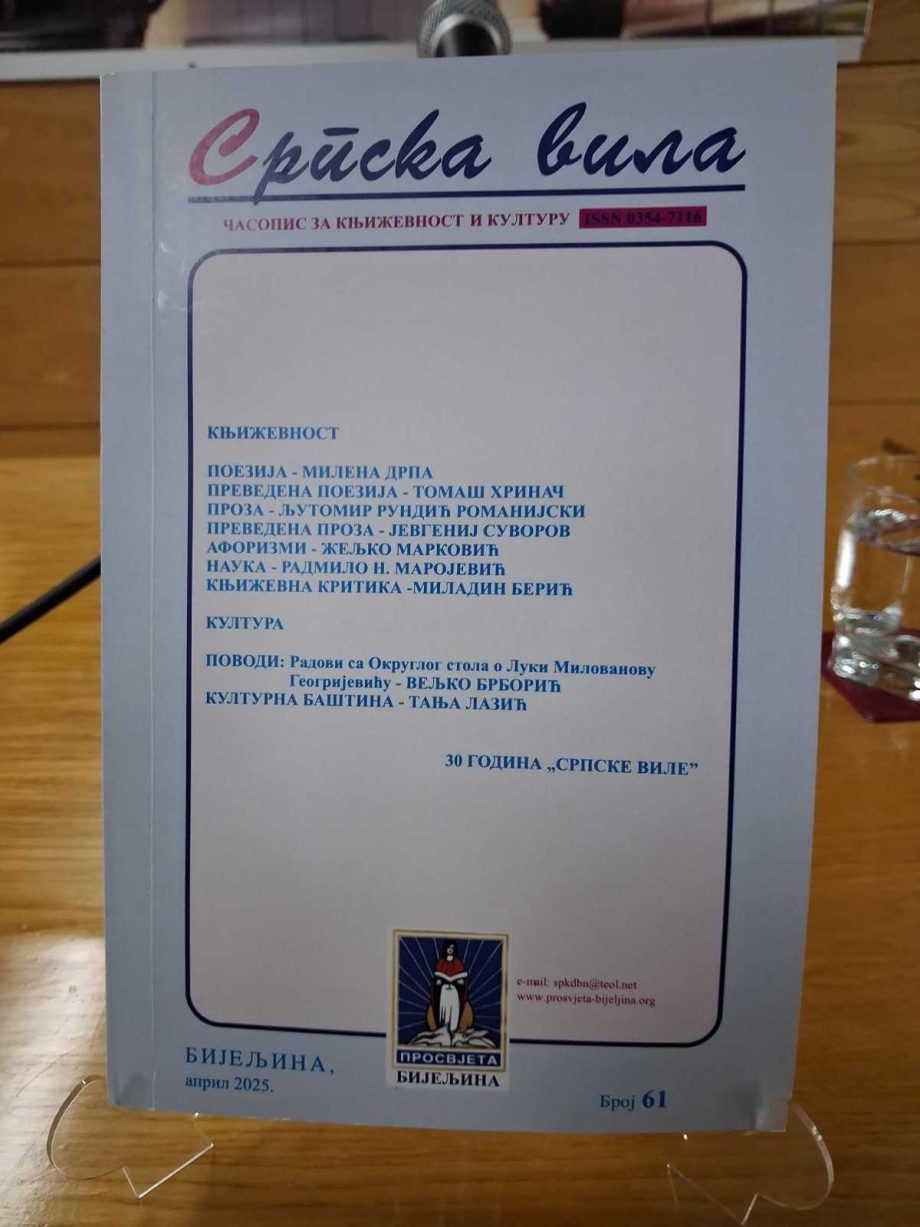 Српска вила
ЧАСОПИС ЗА КЊИЖЕВНОСТ И КУЛТУРУ ISSN 0354-7116
КЊИЖЕВНОСТ
ПОЕЗИЈА - МИЛЕНА ДРПА
ПРЕВЕДЕНА ПОЕЗИЈА - ТОМАШ ХРИНАЧ
ПРОЗА - ЉУТОМИР РУНДИЋ РОМАНИЈСКИ
ПРЕВЕДЕНА ПРОЗА - ЈЕВГЕНИЈ СУВОРОВ
АФОРИЗМИ - ЖЕЉКО МАРКОВИЋ
НАУКА - РАДМИЛО Н. МАРОЈЕВИЋ
КЊИЖЕВНА КРИТИКА -МИЛАДИН БЕРИЋ
КУЛТУРА
ПОВОДИ: Радови са Округлог стола о Луки Милованову
Геогријевићу - ВЕЉКО БРБОРИЋ
КУЛТУРНА БАШТИНА - ТАЊА ЛАЗИЋ
30 ГОДИНА „СРПСКЕ ВИЛЕ”
e-mail: spkdbn@teol.net
www.prosvjeta-bijeljina.org
ПРОСВЈЕТА
БИЈЕЉИНА
БИЈЕЉИНА,
април 2025.
Број 61